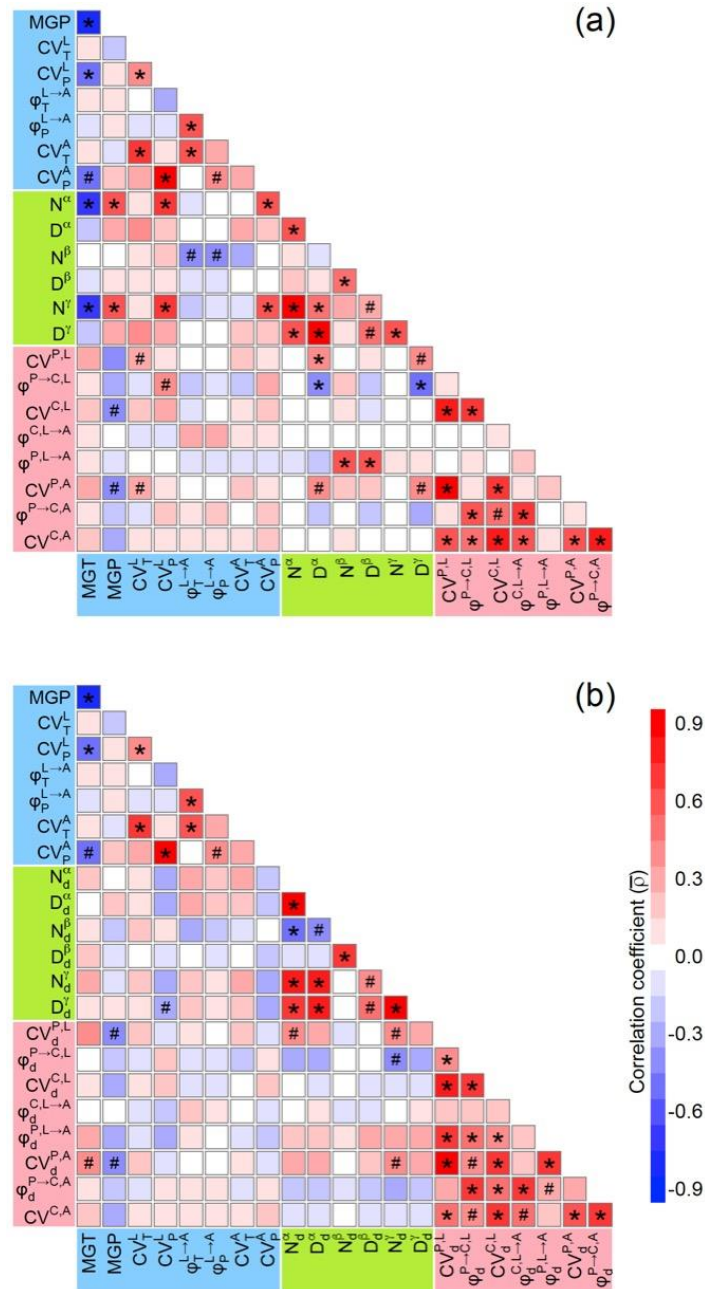 (a)
MGP *
CV_T^L
CV_P^L * *
φ_T^{L→A}
φ_P^{L→A} *
CV_T^A * *
CV_P^A # * #
N^α * * * *
D^α *
N^β # #
D^β *
N^γ * * * * * * #
D^γ * * # *
CV^{P,L} # * #
φ^{P→C,L} # * *
CV^{C,L} # * *
φ^{C,L→A}
φ^{P,L→A} * *
CV^{P,A} # # # # * *
φ^{P→C,A} * # *
CV^{C,A} * * * * * *
MGT MGP CV_T^L CV_P^L φ_T^{L→A} φ_P^{L→A} CV_T^A CV_P^A N^α D^α N^β D^β N^γ D^γ CV^{P,L} φ^{P→C,L} CV^{C,L} φ^{C,L→A} φ^{P,L→A} CV^{P,A} φ^{P→C,A}
(b)
MGP *
CV_T^L
CV_P^L * *
φ_T^{L→A}
φ_P^{L→A} *
CV_T^A * *
CV_P^A # * #
N_d^α
D_d^α *
N_d^β * #
D_d^β *
N_d^γ * * #
D_d^γ # * * # *
CV_d^{P,L} # # #
φ_d^{P→C,L} # #
CV_d^{C,L} * *
φ_d^{C,L→A}
φ_d^{P,L→A} * * *
CV_d^{P,A} # # # * # * *
φ_d^{P→C,A} * * * #
CV^{C,A} * # * # * *
MGT MGP CV_T^L CV_P^L φ_T^{L→A} φ_P^{L→A} CV_T^A CV_P^A N_d^α D_d^α N_d^β D_d^β N_d^γ D_d^γ CV_d^{P,L} φ_d^{P→C,L} CV_d^{C,L} φ_d^{C,L→A} φ_d^{P,L→A} CV_d^{P,A} φ_d^{P→C,A}
0.9
0.6
0.3
0.0
-0.3
-0.6
-0.9
Correlation coefficient (ρ̅)